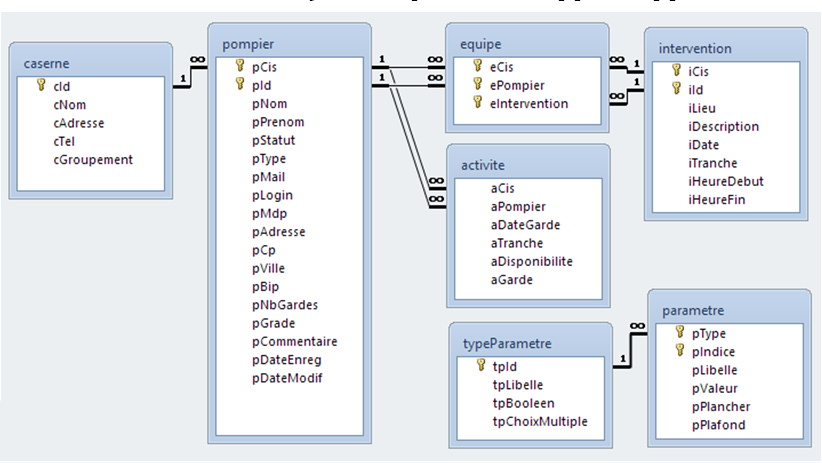 caserne
cId
cNom
cAdresse
cTel
cGroupement
1
∞
pompier
pCis
pId
pNom
pPrenom
pStatut
pType
pMail
pLogin
pMdp
pAdresse
pCp
pVille
pBip
pNbGardes
pGrade
pCommentaire
pDateEnreg
pDateModif
1
∞
1
∞
∞
∞
equipe
eCis
ePompier
eIntervention
∞
1
∞
1
intervention
iCis
iId
iLieu
iDescription
iDate
iTranche
iHeureDebut
iHeureFin
activite
aCis
aPompier
aDateGarde
aTranche
aDisponibilite
aGarde
typeParametre
tpId
tpLibelle
tpBooleen
tpChoixMultiple
1
∞
parametre
pType
pIndice
pLibelle
pValeur
pPlancher
pPlafond